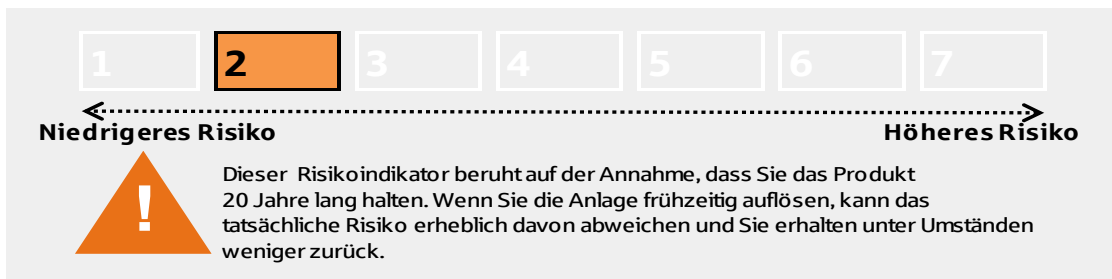 1 2 3 4 5 6 7
Niedrigeres Risiko Höheres Risiko
!
Dieser Risikoindikator beruht auf der Annahme, dass Sie das Produkt
20 Jahre lang halten. Wenn Sie die Anlage frühzeitig auflösen, kann das
tatsächliche Risiko erheblich davon abweichen und Sie erhalten unter Umständen
weniger zurück.